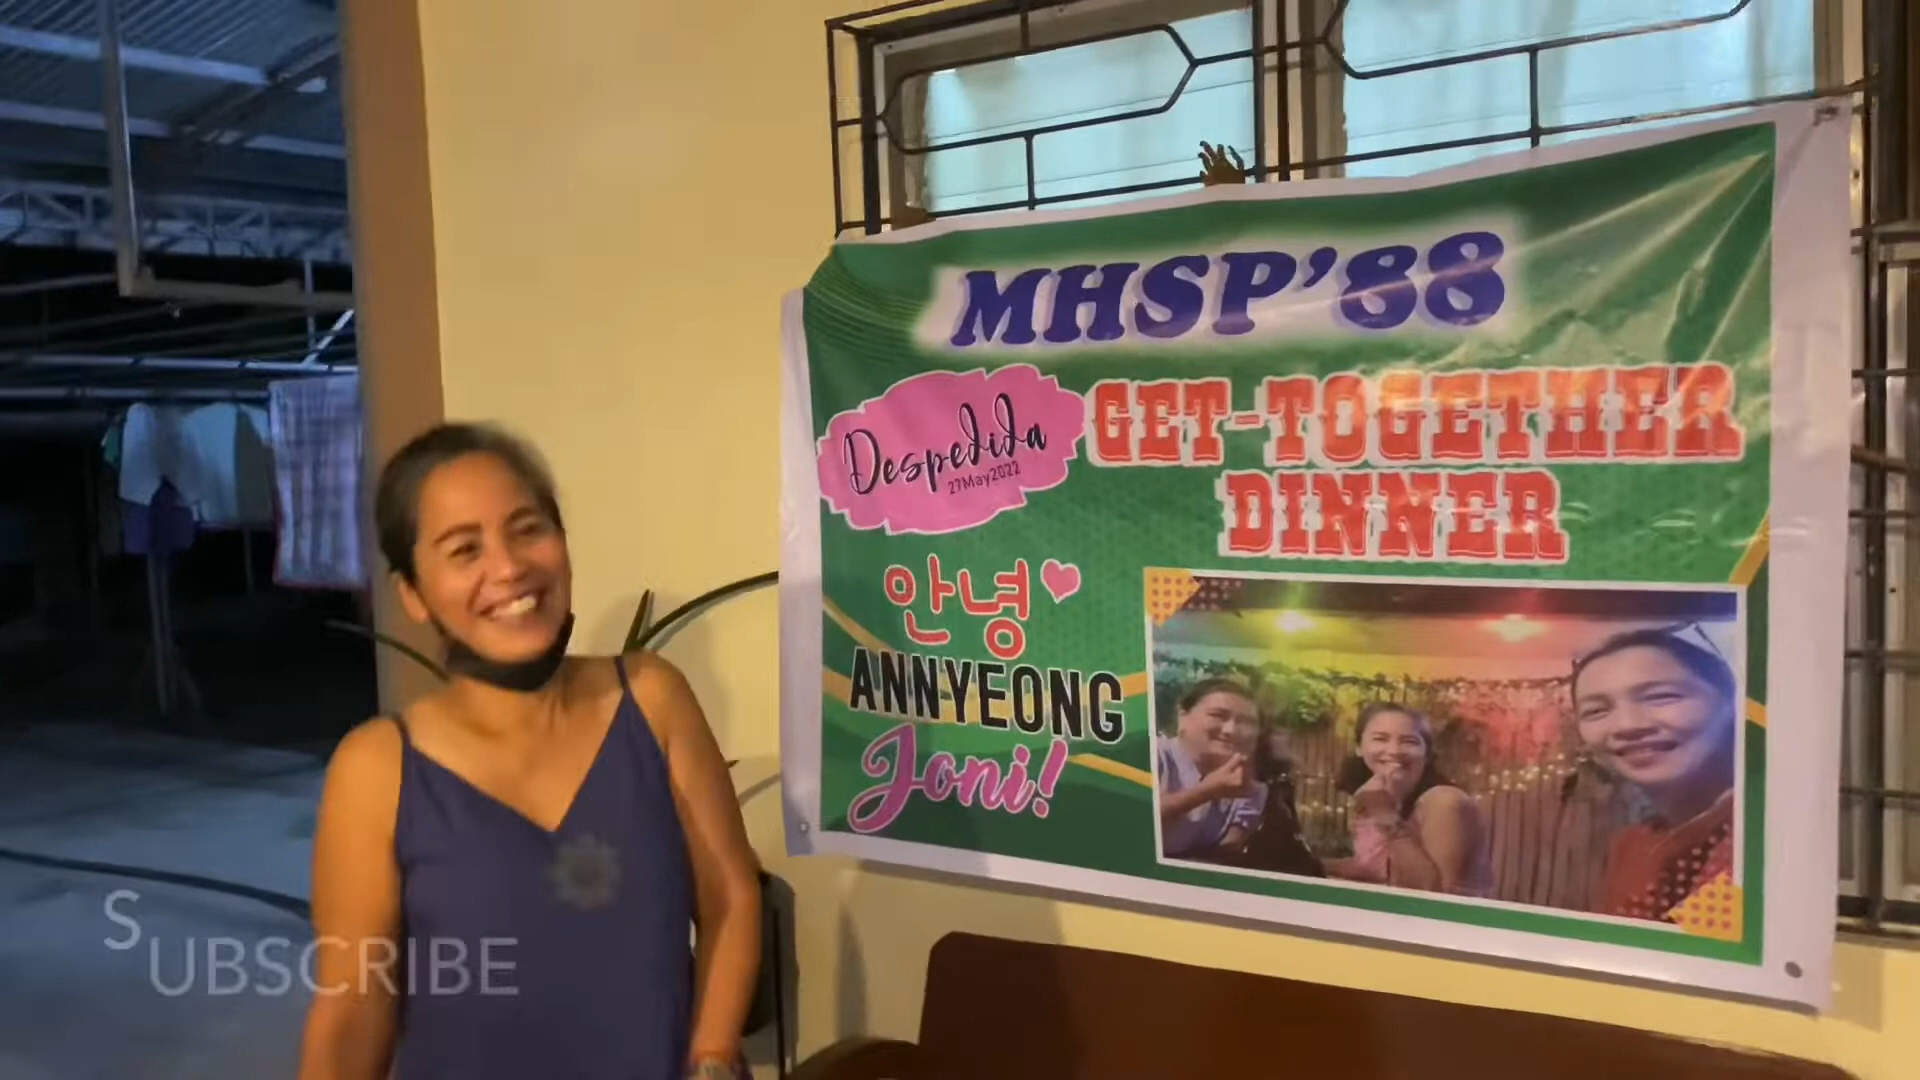 MHSP'88
Despedida
27May2022
GET-TOGETHER
DINNER
안녕
ANNYEONG
Joni!
SUBSCRIBE